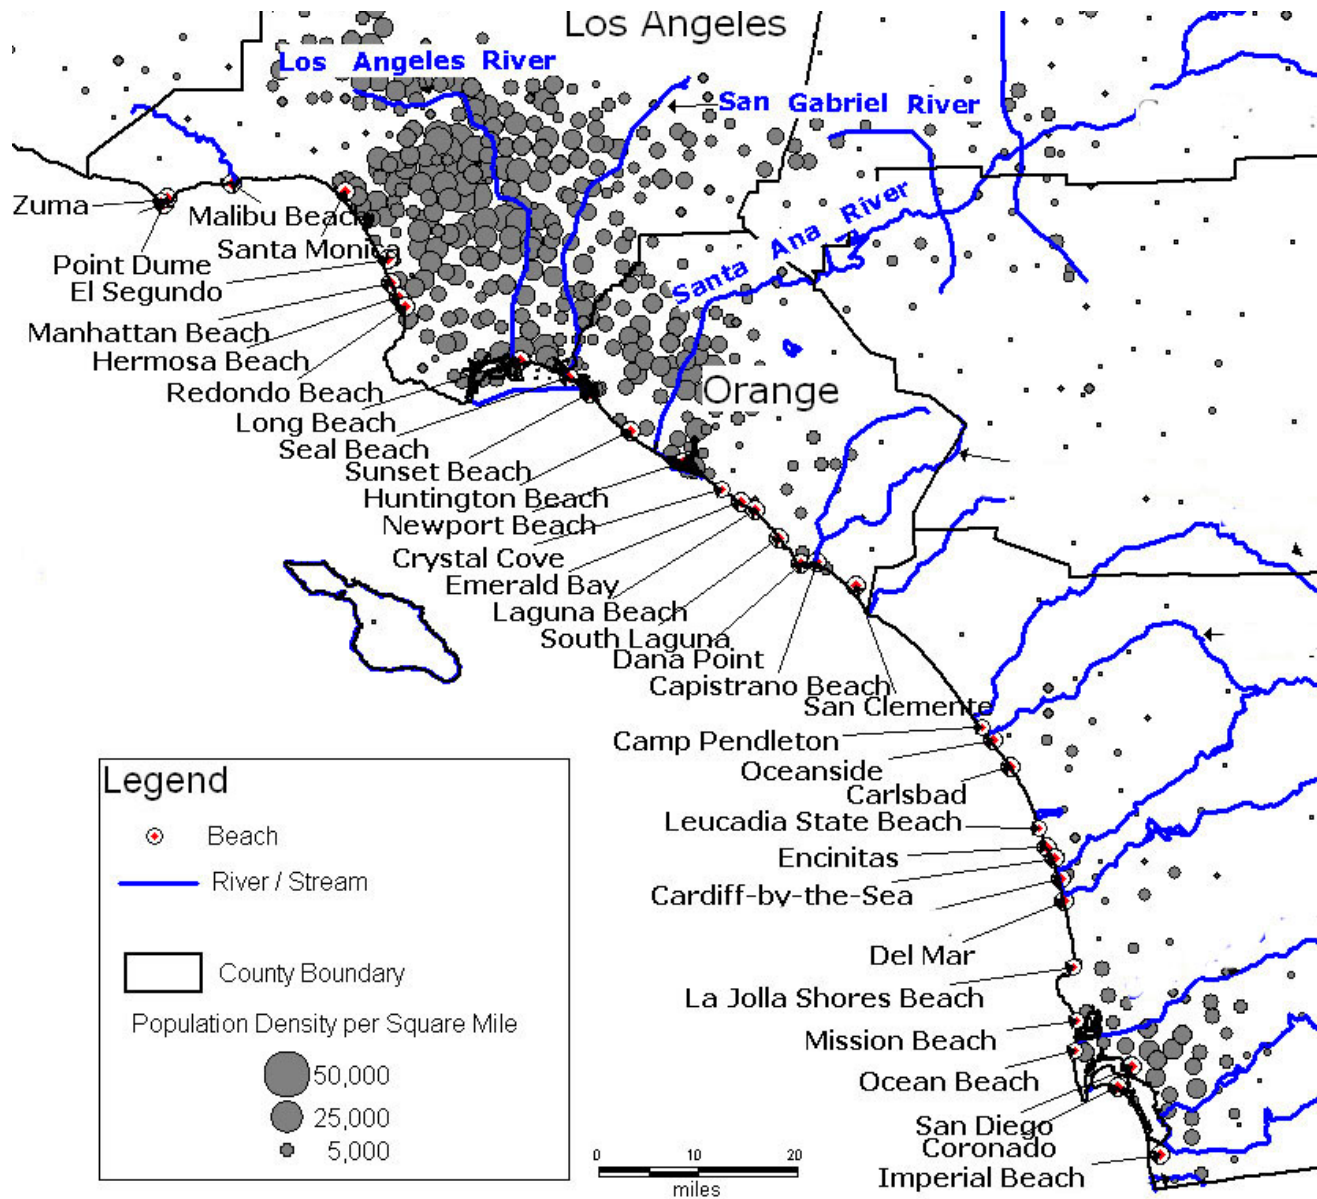 Los Angeles
Los Angeles River
San Gabriel River
Santa Ana River
Zuma
Malibu Beach
Santa Monica
Point Dume
El Segundo
Manhattan Beach
Hermosa Beach
Redondo Beach
Orange
Long Beach
Seal Beach
Sunset Beach
Huntington Beach
Newport Beach
Crystal Cove
Emerald Bay
Laguna Beach
South Laguna
Dana Point
Capistrano Beach
San Clemente
Camp Pendleton
Oceanside
Carlsbad
Leucadia State Beach
Encinitas
Cardiff-by-the-Sea
Del Mar
La Jolla Shores Beach
Mission Beach
Ocean Beach
San Diego
Coronado
Imperial Beach
Legend
Beach
River / Stream
County Boundary
Population Density per Square Mile
50,000
25,000
5,000
0 10 20
miles